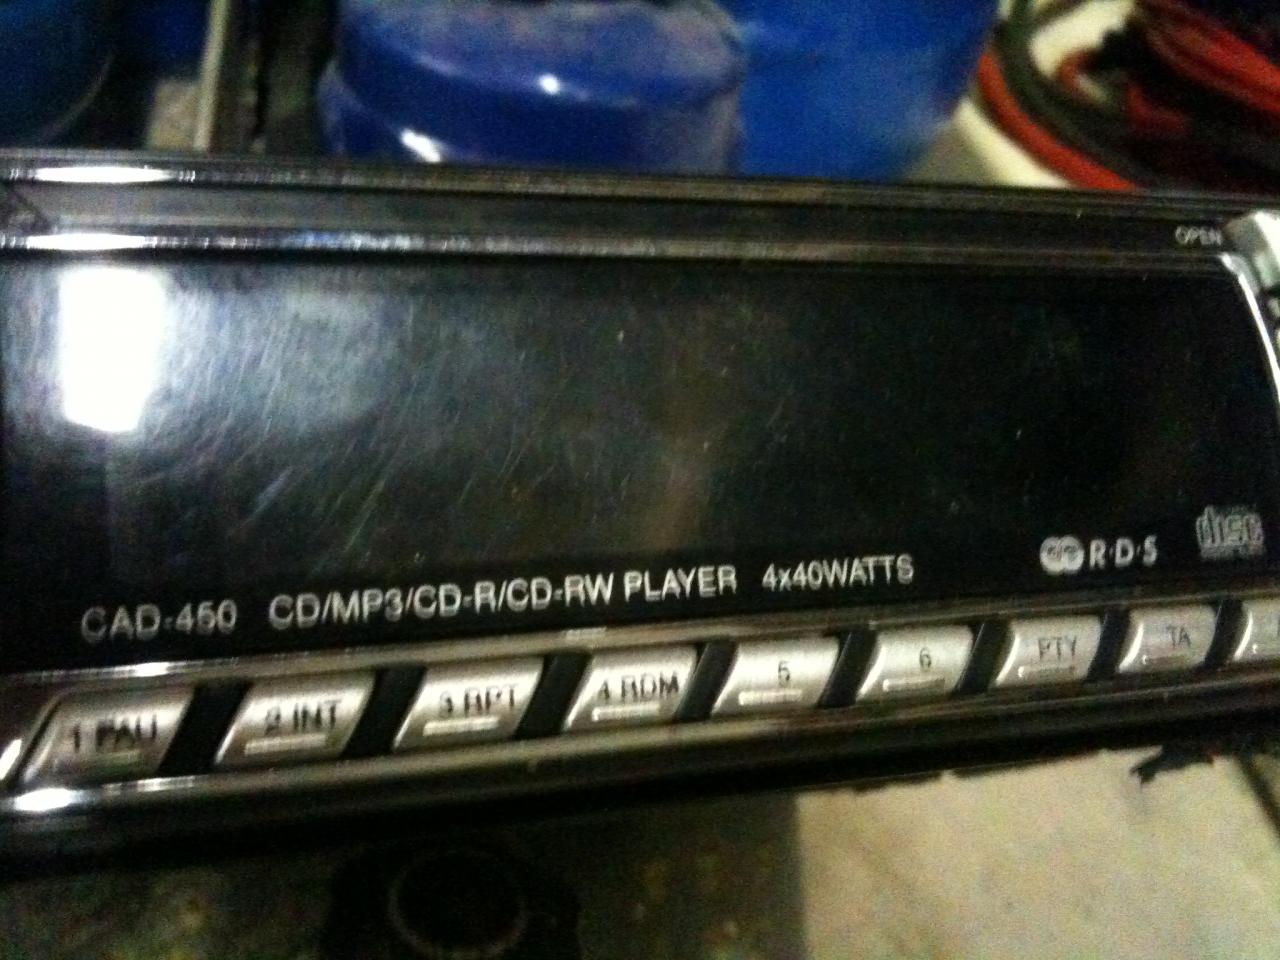 OPEN
R·D·S
disc
CAD-450 CD/MP3/CD-R/CD-RW PLAYER 4x40WATTS
1 PAU 2 INT 3 RPT 4 RDM 5 6 PTY TA